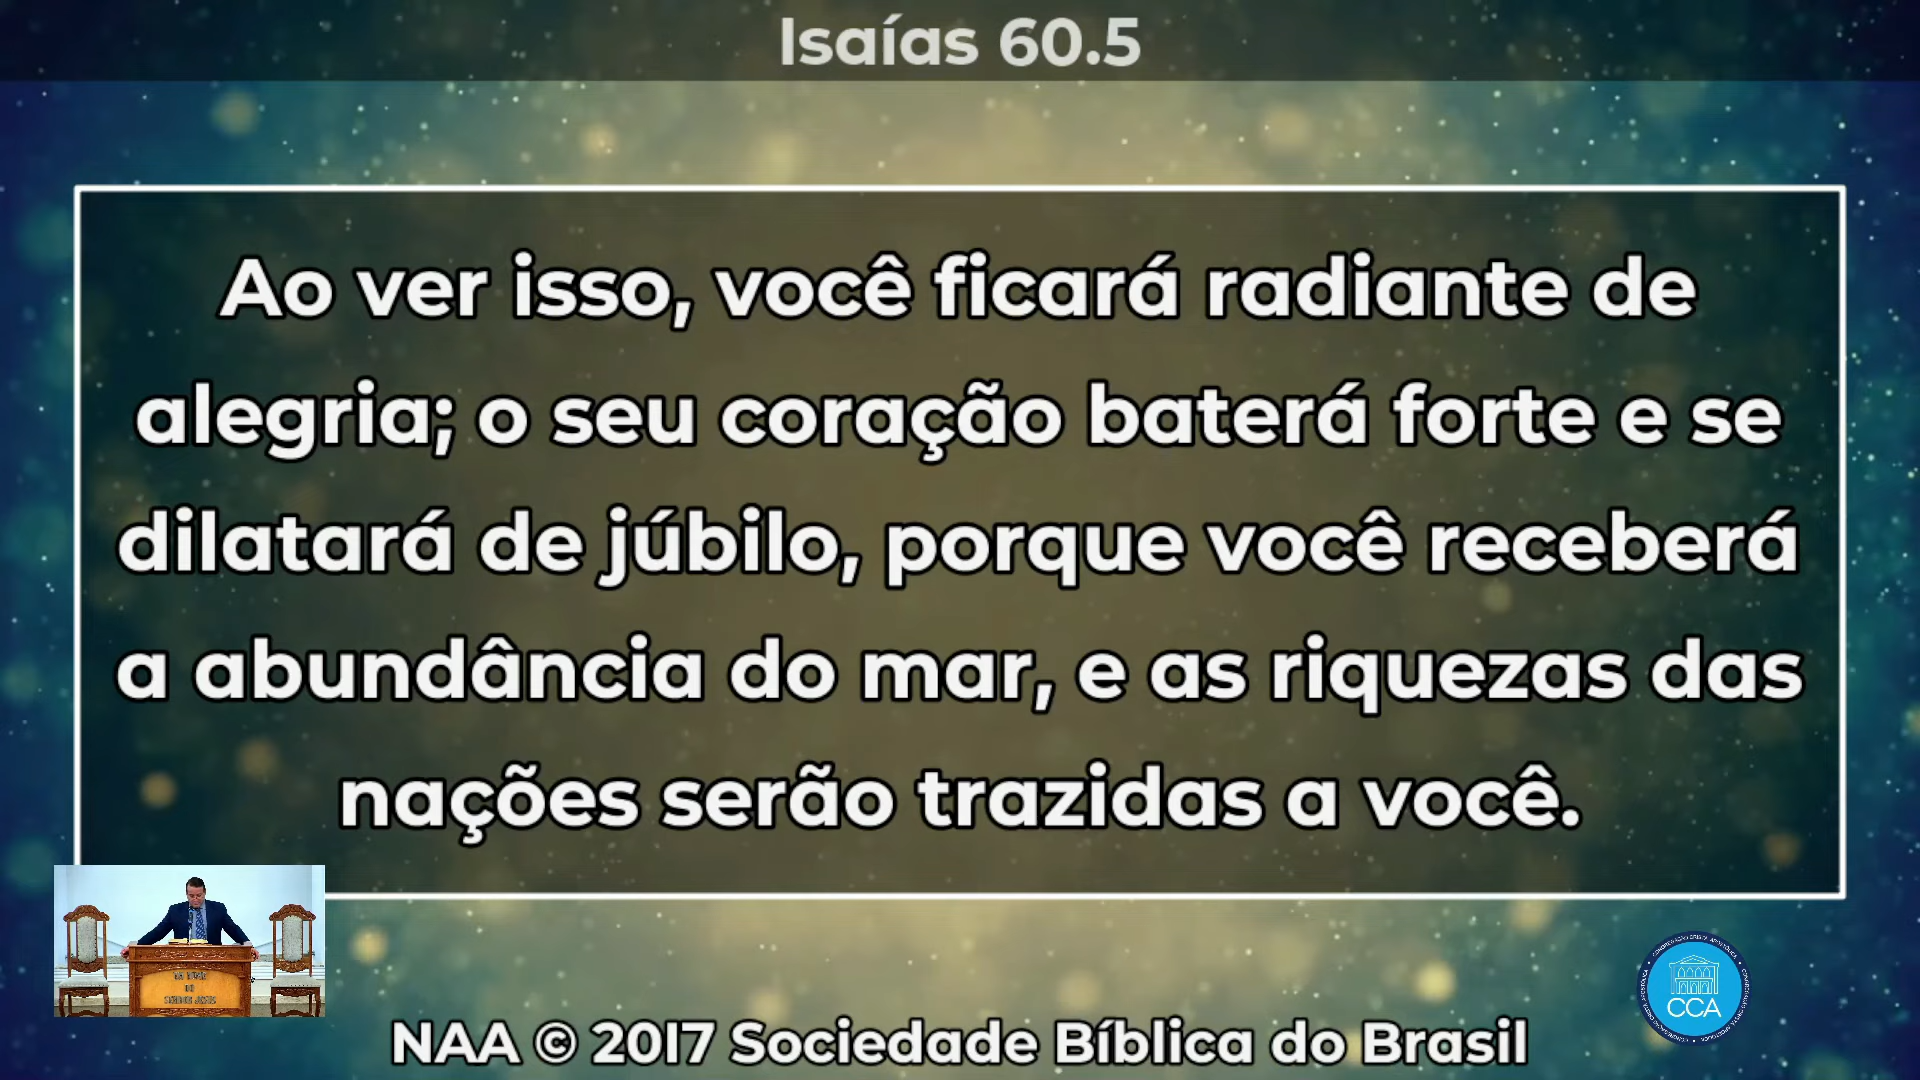 Isaías 60.5
Ao ver isso, você ficará radiante de
alegria; o seu coração baterá forte e se
dilatará de júbilo, porque você receberá
a abundância do mar, e as riquezas das
nações serão trazidas a você.
CCA
NAA © 2017 Sociedade Bíblica do Brasil